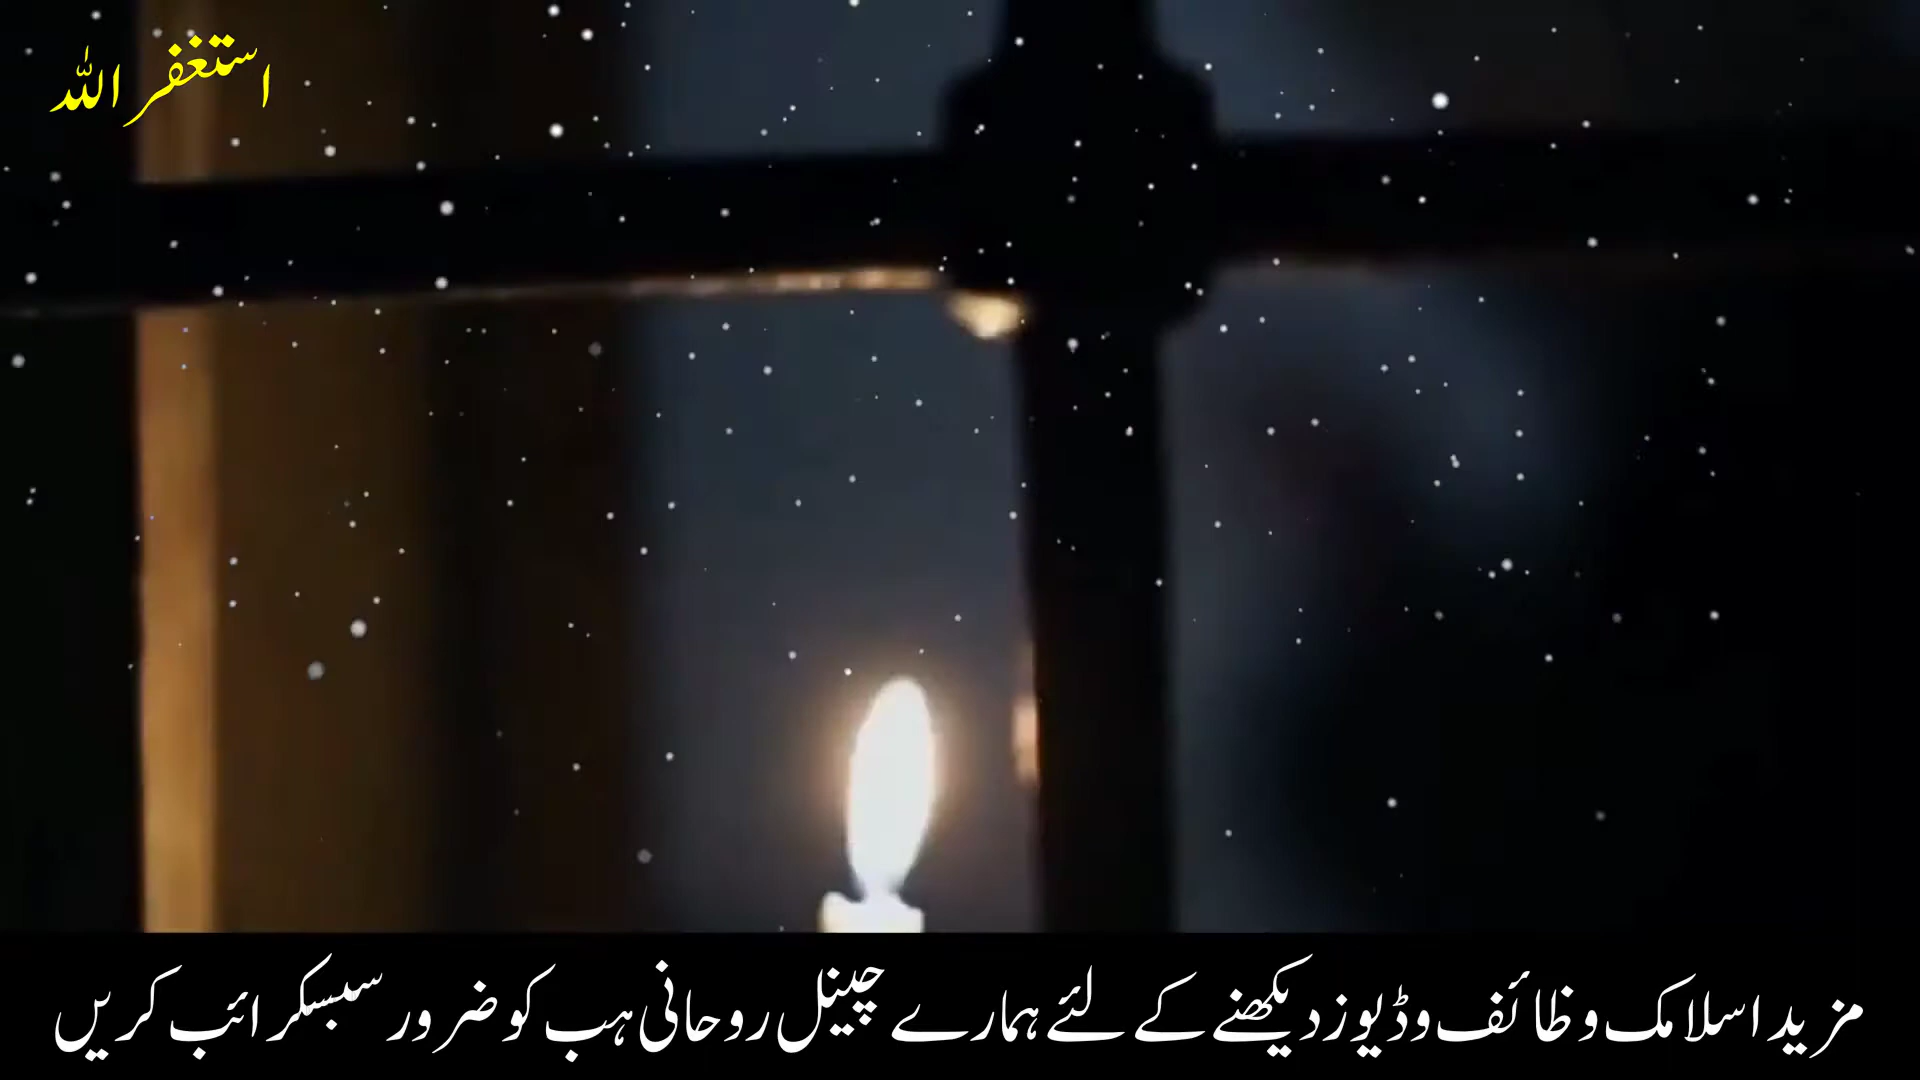 استغفر اللہ
مزید اسلامک وظائف وڈیوز دیکھنے کے لئے ہمارے چینل روحانی ہب کو ضرور سبسکرائب کریں